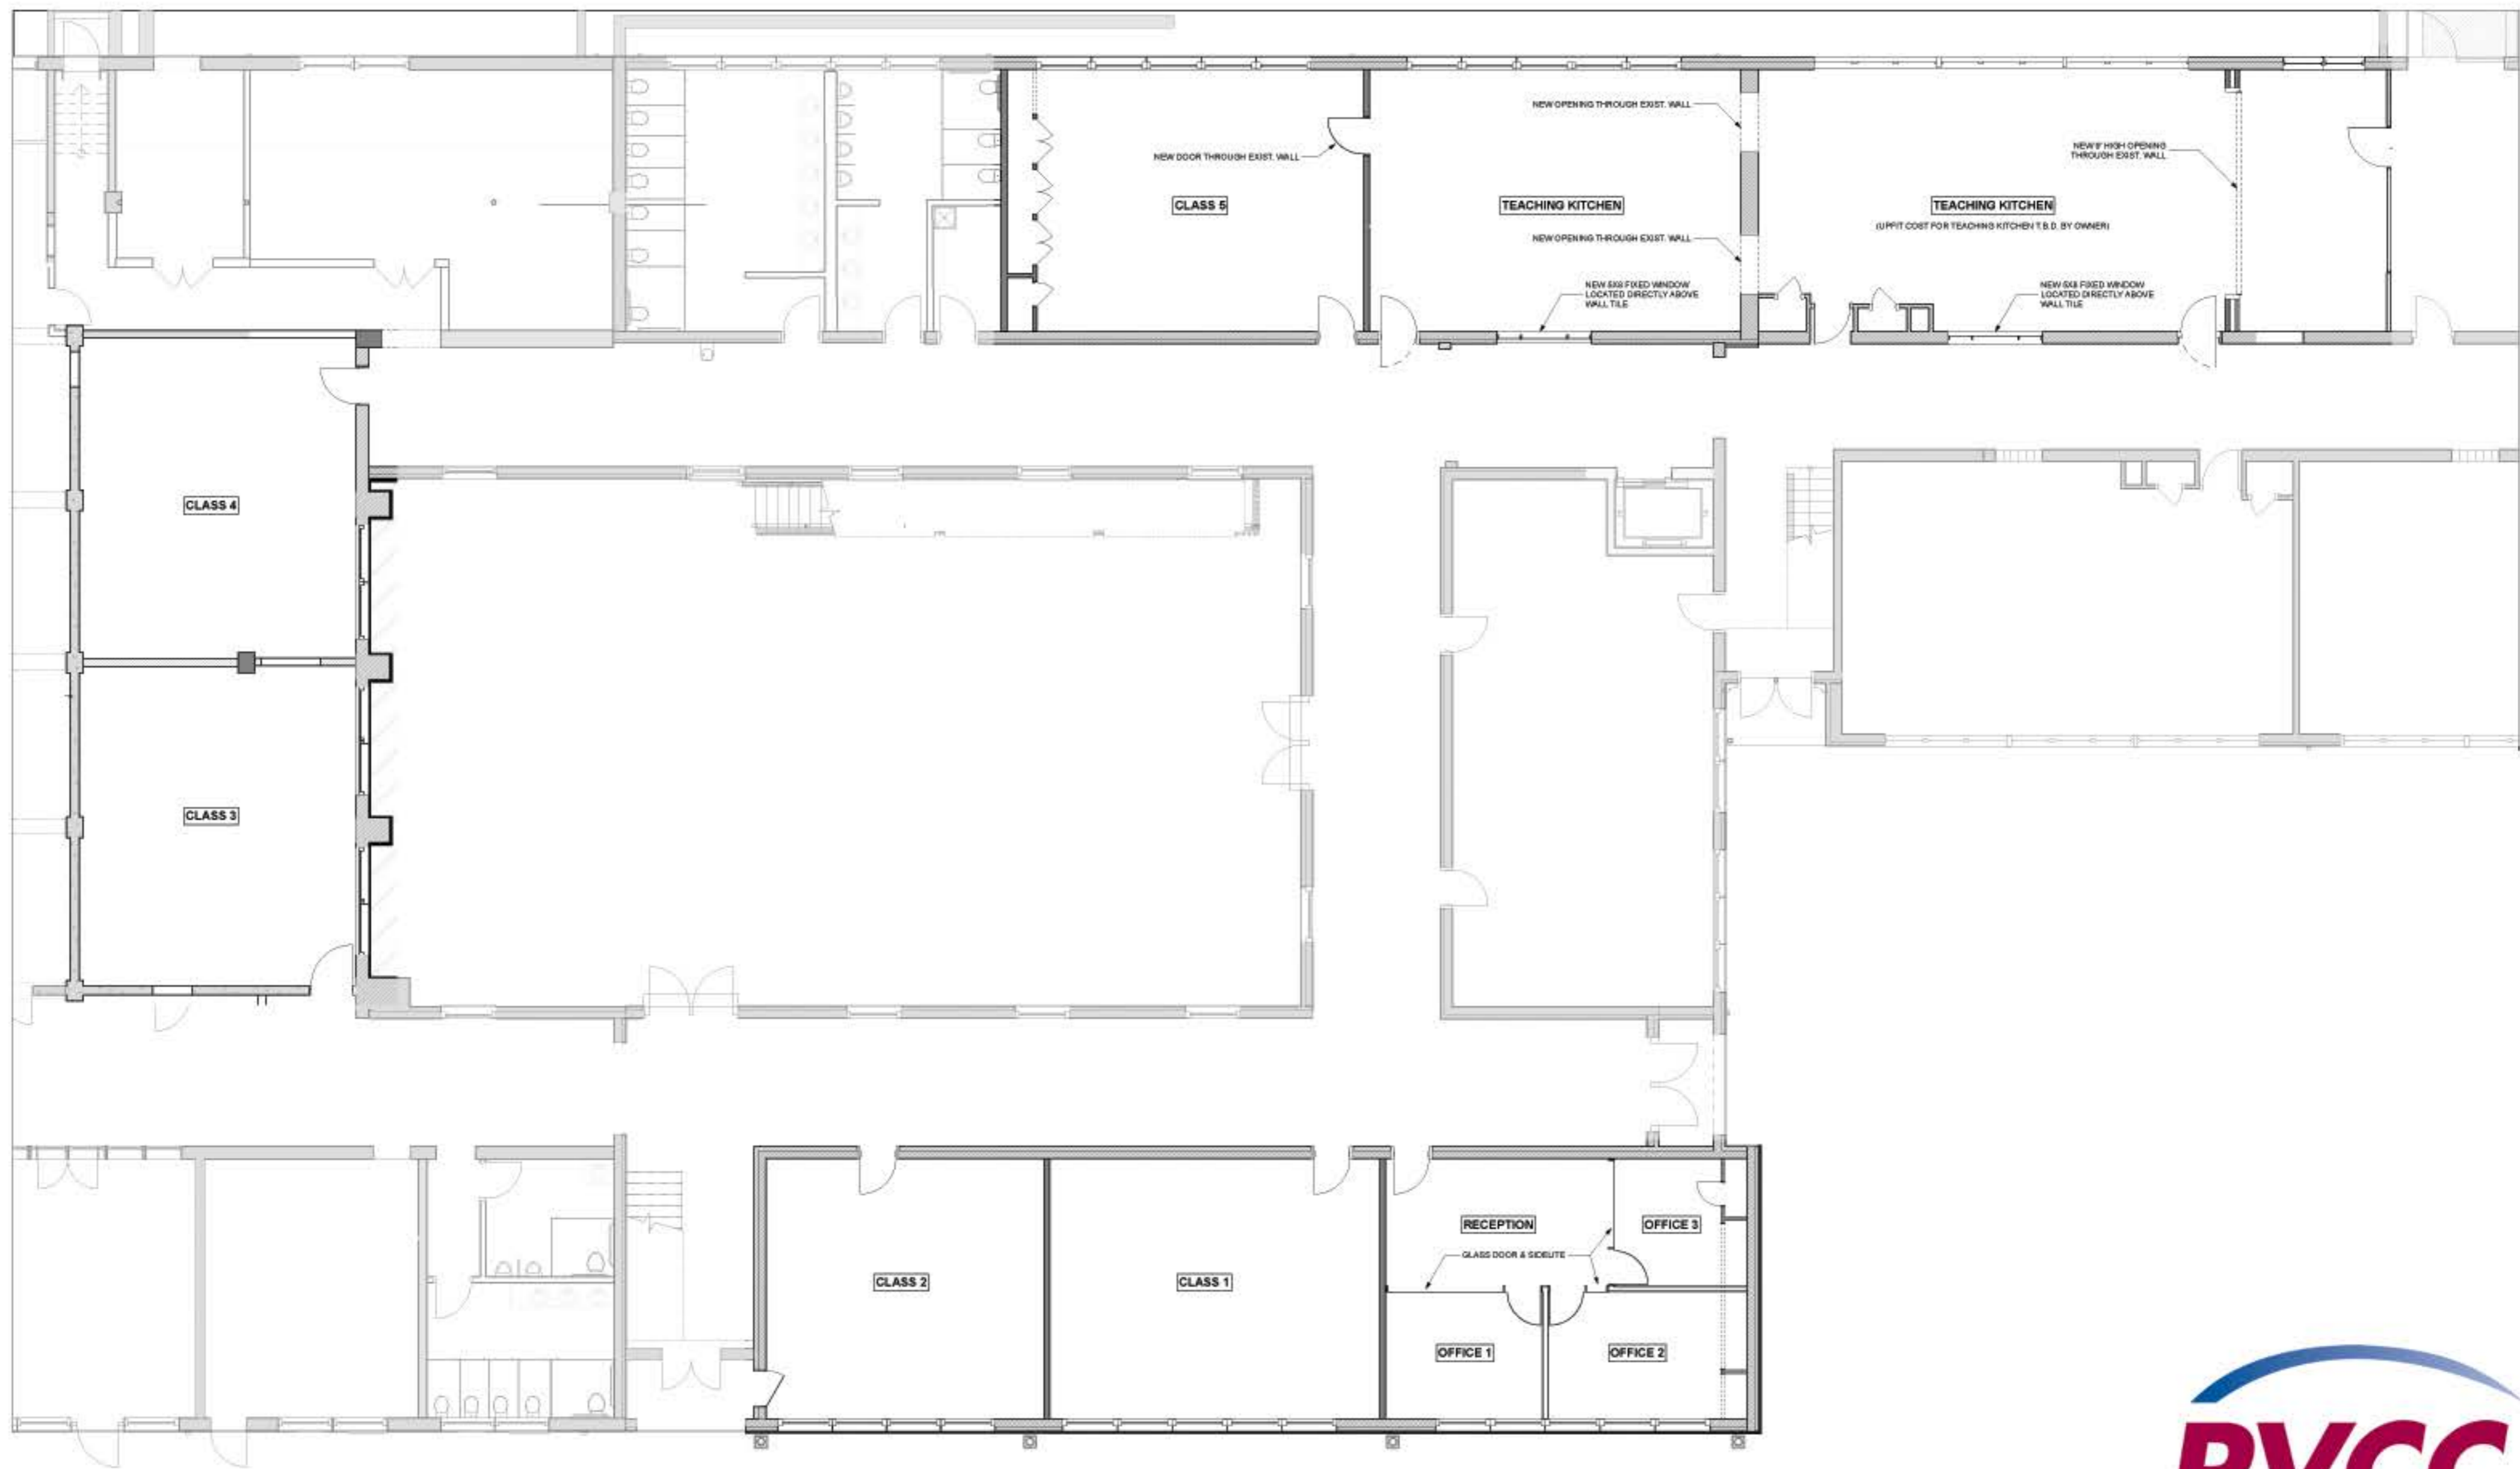 NEW OPENING THROUGH EXIST. WALL
NEW DOOR THROUGH EXIST. WALL
NEW 8' HIGH OPENING
THROUGH EXIST. WALL
CLASS 5
TEACHING KITCHEN
TEACHING KITCHEN
(UPFIT COST FOR TEACHING KITCHEN T.B.D. BY OWNER)
NEW OPENING THROUGH EXIST. WALL
NEW 5X8 FIXED WINDOW
LOCATED DIRECTLY ABOVE
WALL TILE
NEW 5X8 FIXED WINDOW
LOCATED DIRECTLY ABOVE
WALL TILE
CLASS 4
CLASS 3
RECEPTION
OFFICE 3
GLASS DOOR & SIDELITE
CLASS 2
CLASS 1
OFFICE 1
OFFICE 2
PVCC